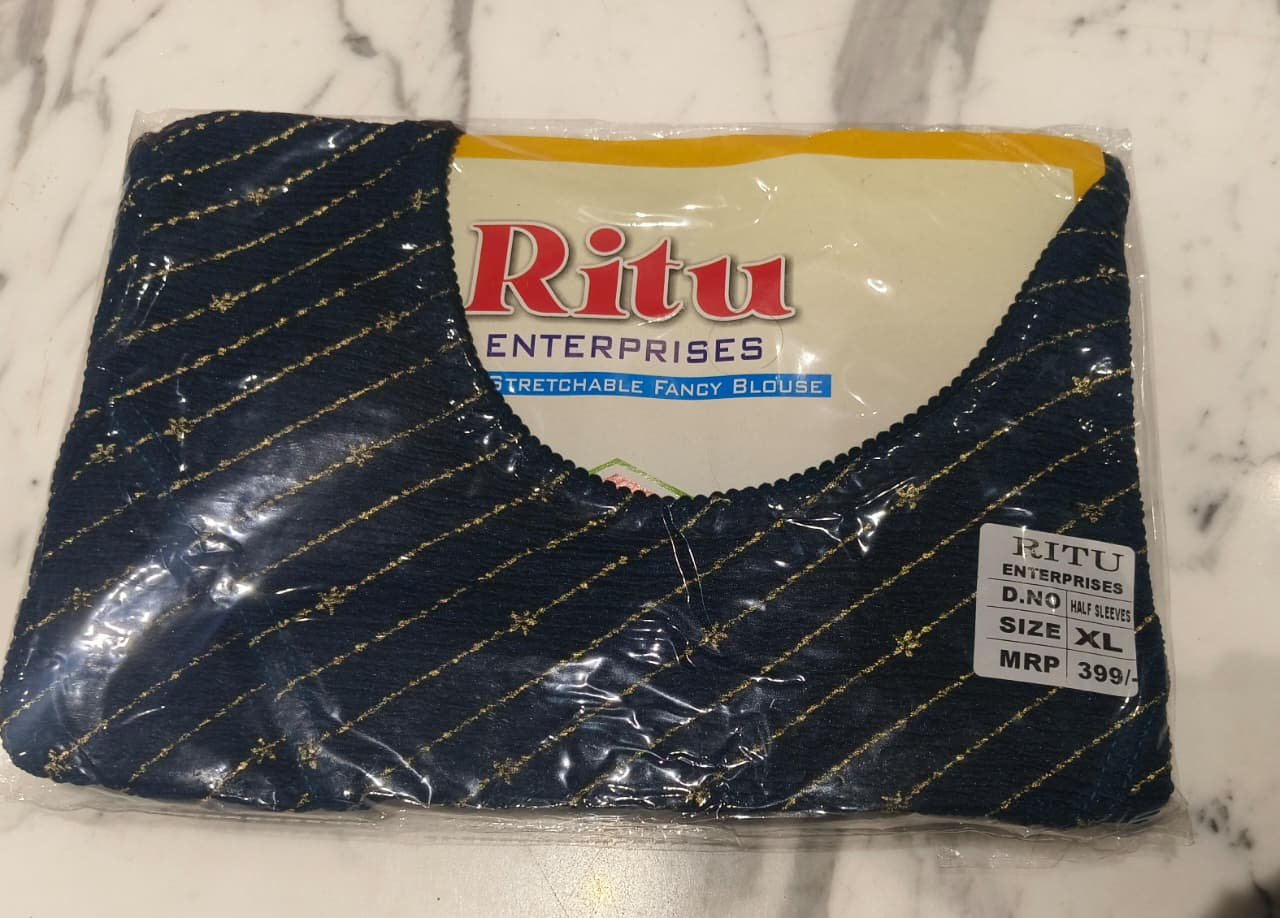 Ritu
ENTERPRISES
STRETCHABLE FANCY BLOUSE
RITU
ENTERPRISES
D.NO HALF SLEEVES
SIZE XL
MRP 399/-